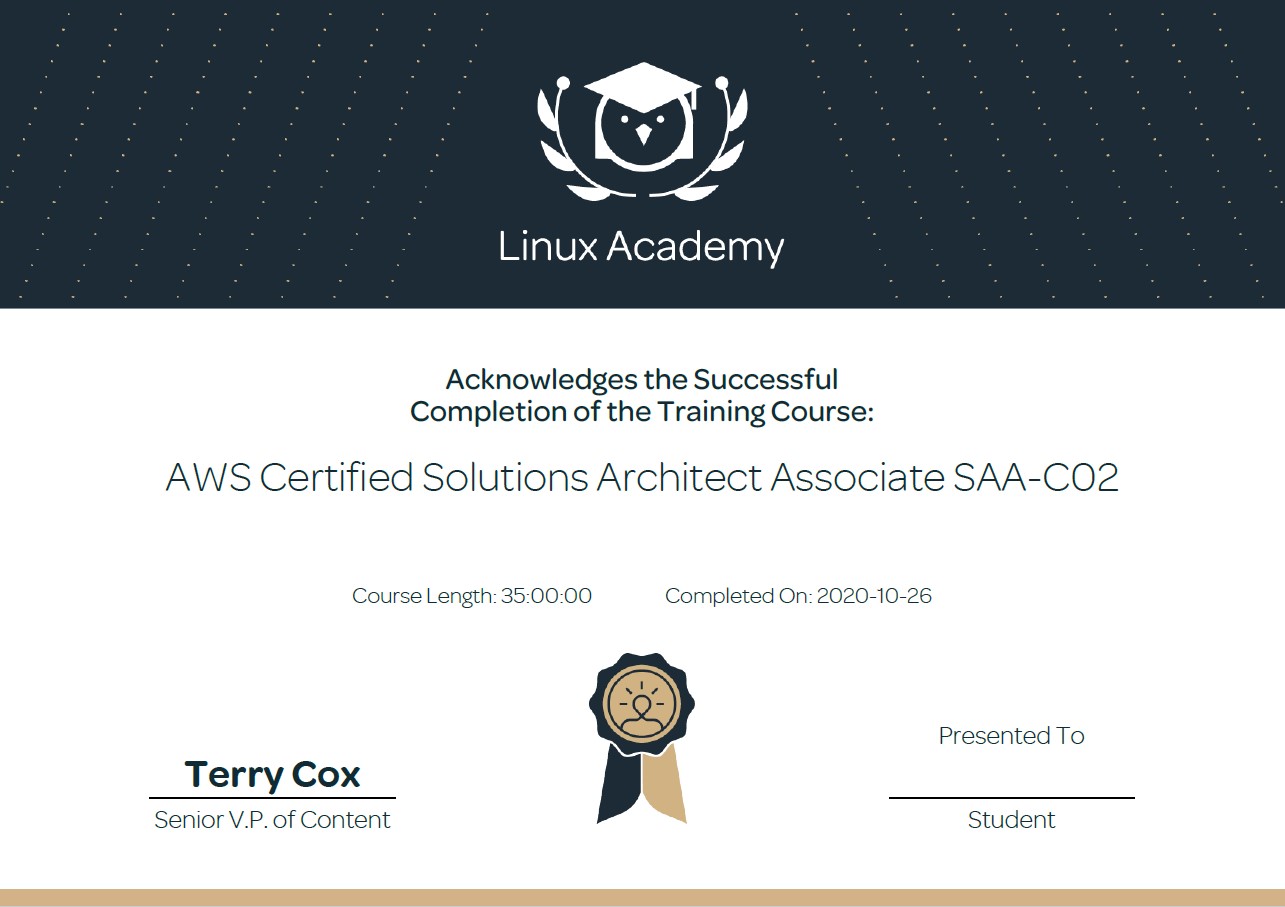 Linux Academy
Acknowledges the Successful
Completion of the Training Course:
AWS Certified Solutions Architect Associate SAA-C02
Course Length: 35:00:00
Completed On: 2020-10-26
Terry Cox
Senior V.P. of Content
Presented To
Student